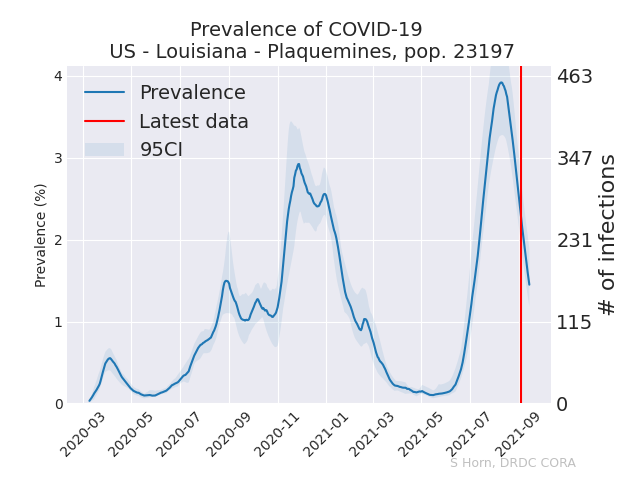 Prevalence of COVID-19
US - Louisiana - Plaquemines, pop. 23197
Prevalence
Latest data
95CI
Prevalence (%)
4
3
2
1
0
463
347
231
115
0
# of infections
2020-03
2020-05
2020-07
2020-09
2020-11
2021-01
2021-03
2021-05
2021-07
2021-09
S Horn, DRDC CORA